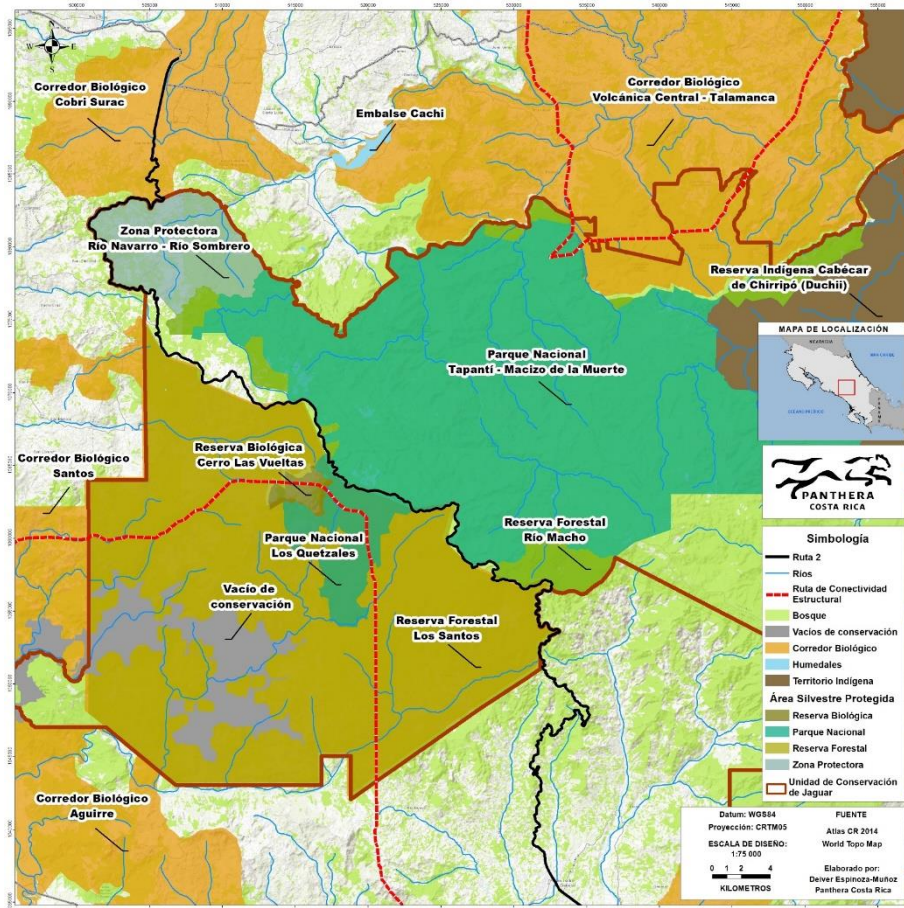 N
W
E
S
Corredor Biológico
Cobri Surac
Embalse Cachi
Corredor Biológico
Volcánica Central - Talamanca
Zona Protectora
Río Navarro - Río Sombrero
Reserva Indígena Cabécar
de Chirripó (Duchii)
Parque Nacional
Tapantí - Macizo de la Muerte
MAPA DE LOCALIZACIÓN
NICARAGUA
MAR CARIBE
OCEANO PACÍFICO
PANTHERA
COSTA RICA
Corredor Biológico
Santos
Reserva Biológica
Cerro Las Vueltas
Parque Nacional
Los Quetzales
Reserva Forestal
Río Macho
Vacío de
conservación
Reserva Forestal
Los Santos
Corredor Biológico
Aguirre
Simbología
Ruta 2
Ríos
Ruta de Conectividad
Estructural
Bosque
Vacios de conservación
Corredor Biológico
Humedales
Territorio Indígena
Área Silvestre Protegida
Reserva Biológica
Parque Nacional
Reserva Forestal
Zona Protectora
Unidad de Conservación
de Jaguar
Datum: WGS84
Proyección: CRTM05
ESCALA DE DISEÑO:
1:75 000
0 1 2 4
KILOMETROS
FUENTE
Atlas CR 2014
World Topo Map
Elaborado por:
Deiver Espinoza-Muñoz
Panthera Costa Rica